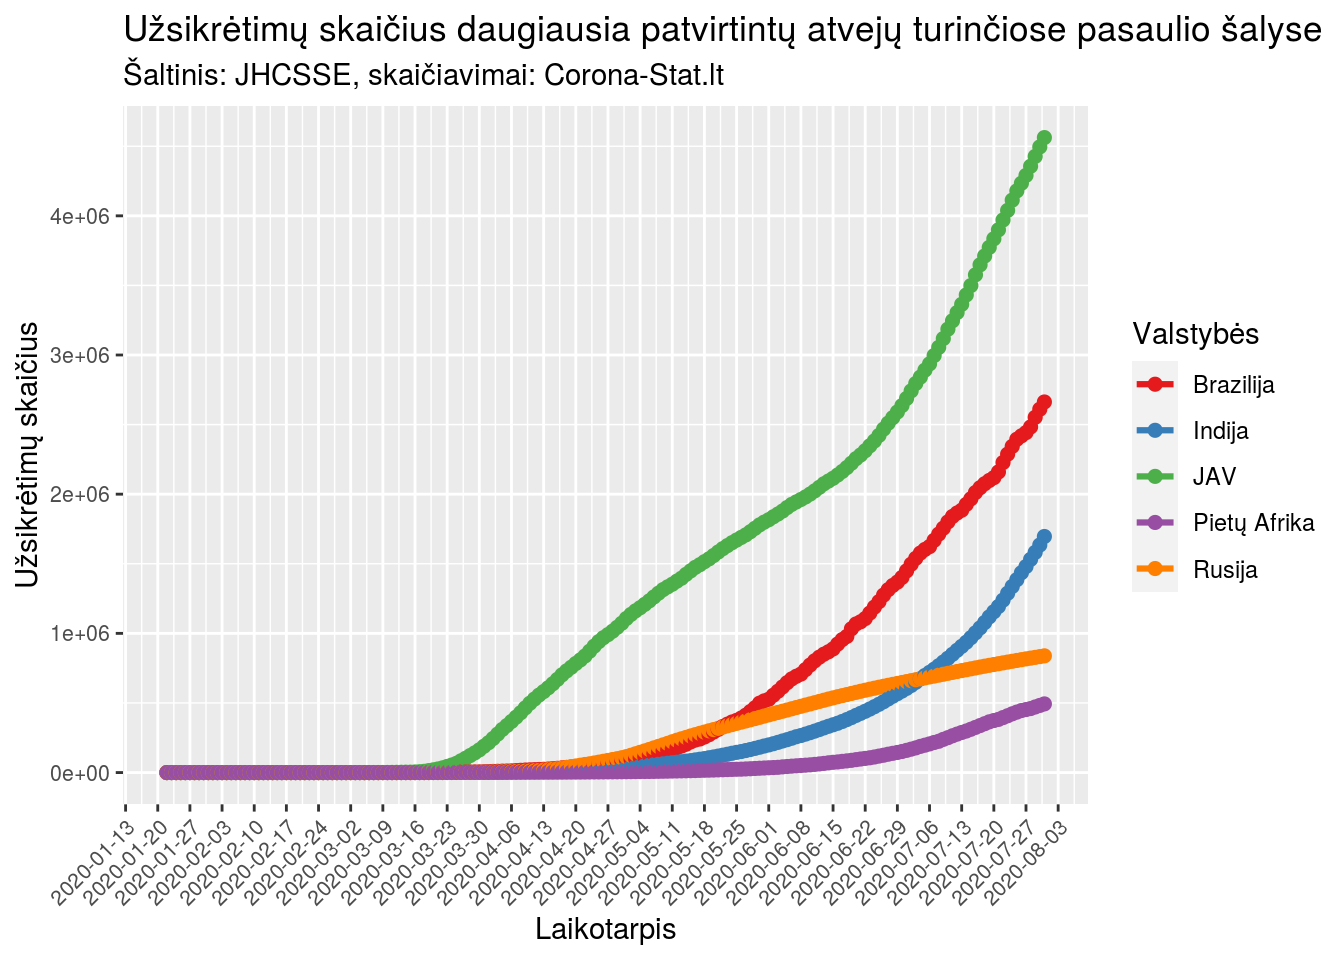 Užsikrėtimų skaičius daugiausia patvirtintų atvejų turinčiose pasaulio šalyse
Šaltinis: JHCSSE, skaičiavimai: Corona-Stat.lt
Užsikrėtimų skaičius
4e+06
3e+06
2e+06
1e+06
0e+00
2020-01-13
2020-01-20
2020-01-27
2020-02-03
2020-02-10
2020-02-17
2020-02-24
2020-03-02
2020-03-09
2020-03-16
2020-03-23
2020-03-30
2020-04-06
2020-04-13
2020-04-20
2020-04-27
2020-05-04
2020-05-11
2020-05-18
2020-05-25
2020-06-01
2020-06-08
2020-06-15
2020-06-22
2020-06-29
2020-07-06
2020-07-13
2020-07-20
2020-07-27
2020-08-03
Laikotarpis
Valstybės
Brazilija
Indija
JAV
Pietų Afrika
Rusija